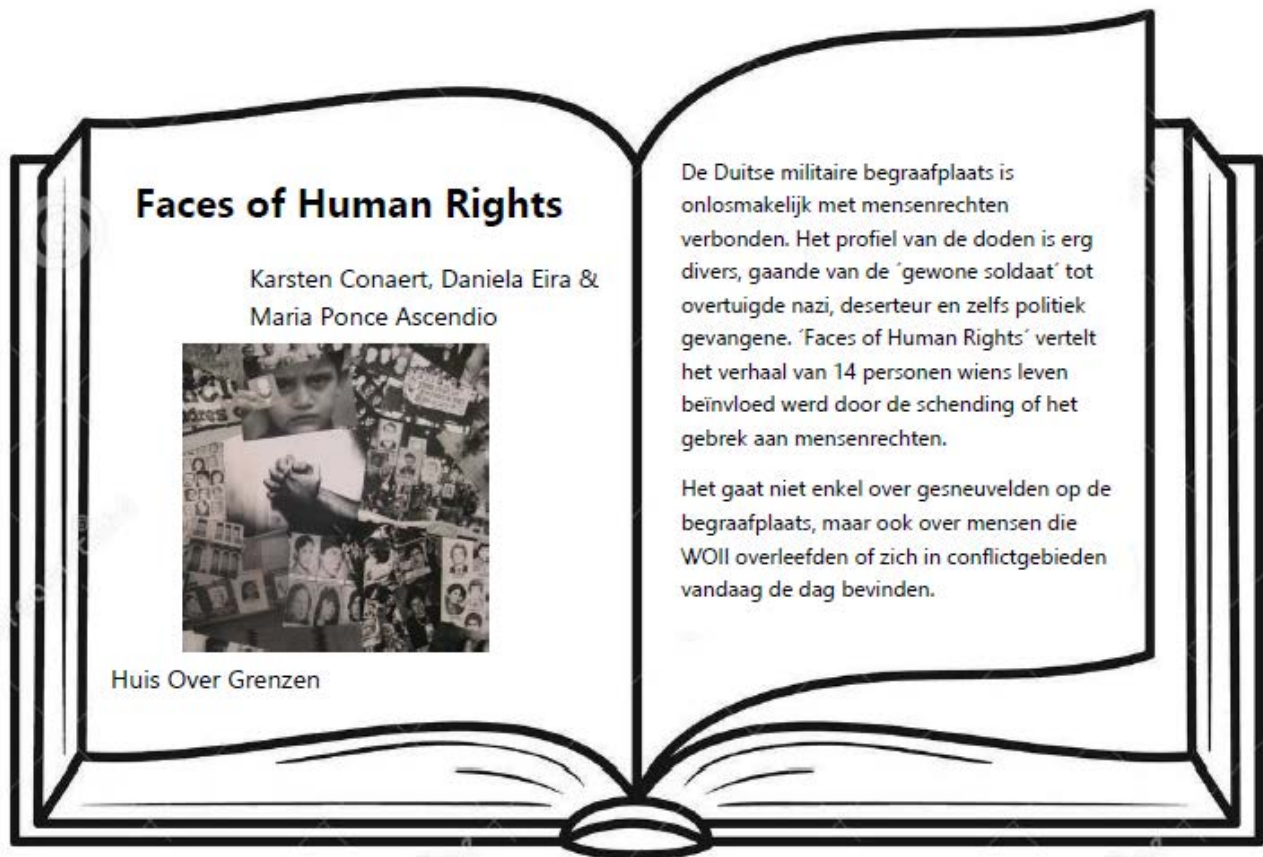 Faces of Human Rights
Karsten Conaert, Daniela Eira &
Maria Ponce Ascendio
Huis Over Grenzen
De Duitse militaire begraafplaats is
onlosmakelijk met mensenrechten
verbonden. Het profiel van de doden is erg
divers, gaande van de ´gewone soldaat´ tot
overtuigde nazi, deserteur en zelfs politiek
gevangene. ´Faces of Human Rights´ vertelt
het verhaal van 14 personen wiens leven
beïnvloed werd door de schending of het
gebrek aan mensenrechten.
Het gaat niet enkel over gesneuvelden op de
begraafplaats, maar ook over mensen die
WOII overleefden of zich in conflictgebieden
vandaag de dag bevinden.